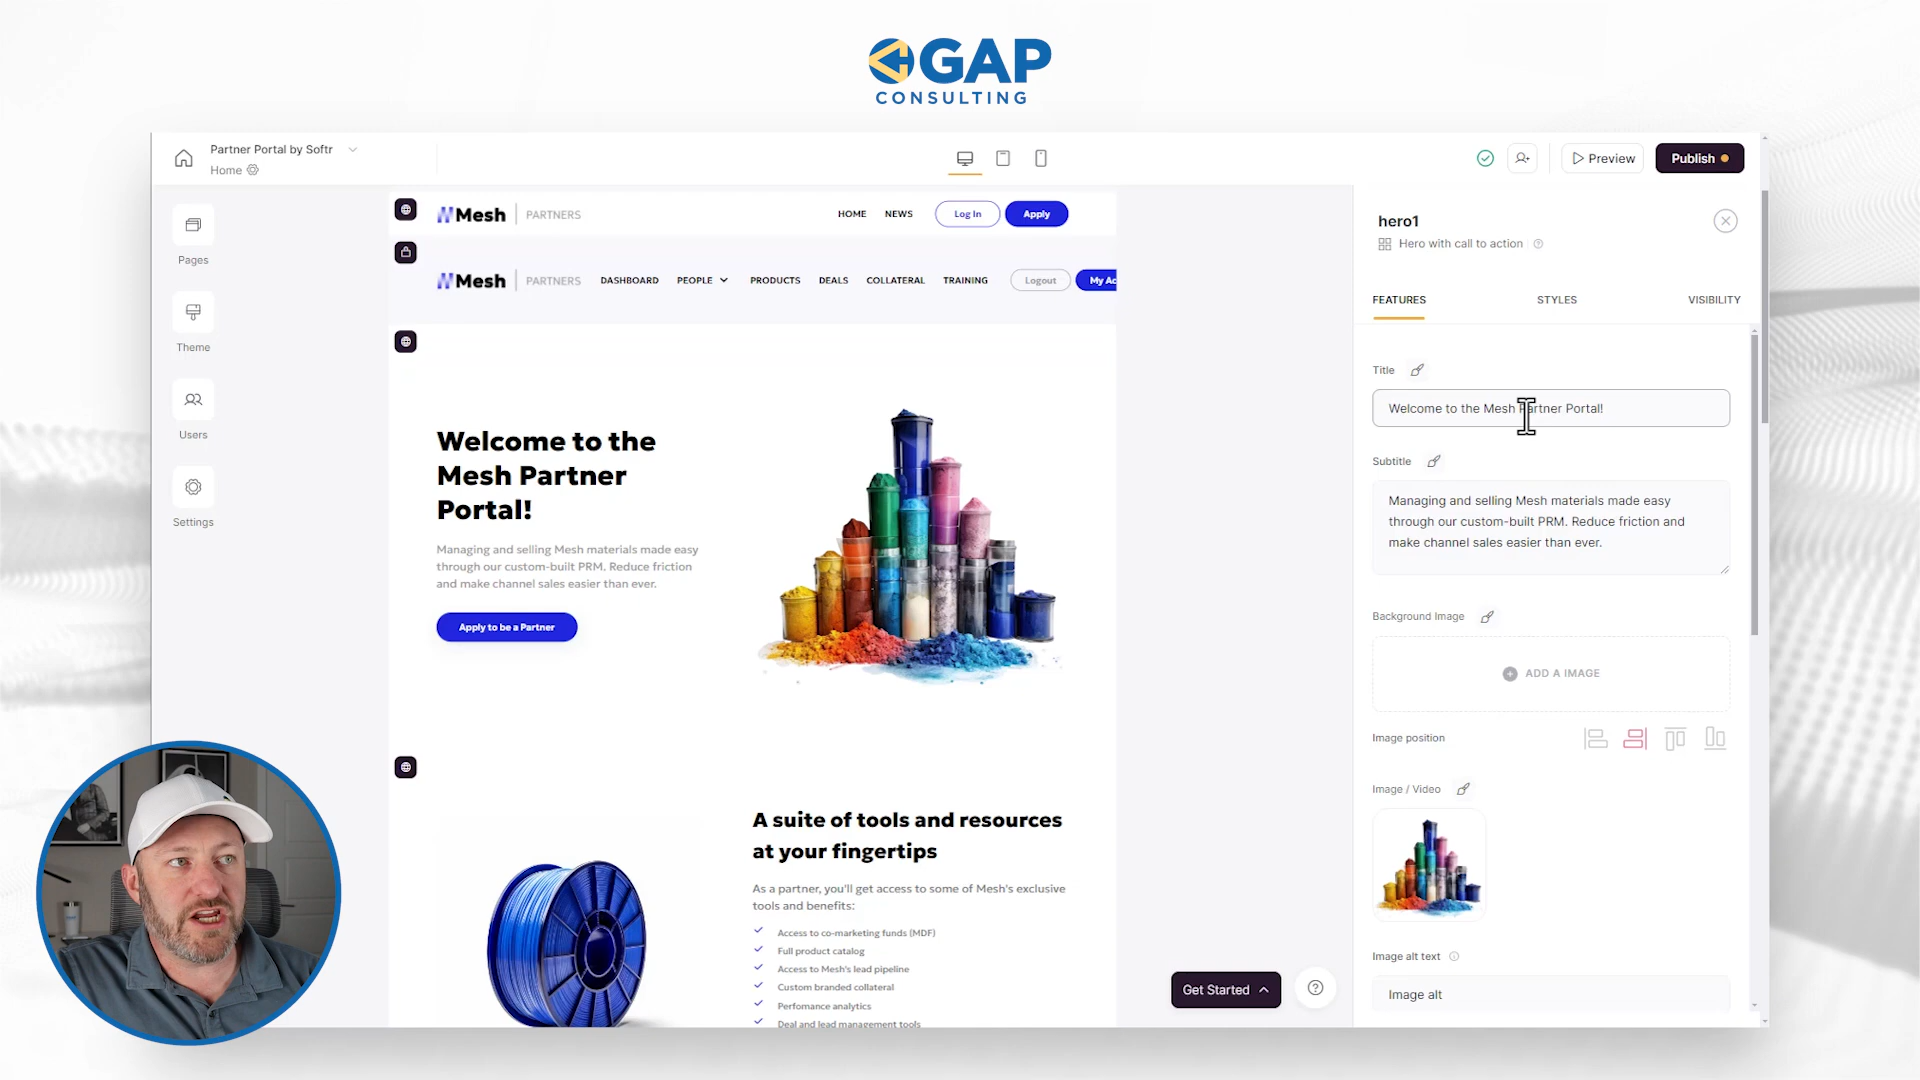 GAP
CONSULTING
Partner Portal by Softr
Home
Preview
Publish
Pages
Theme
Users
Settings
Mesh PARTNERS
HOME
NEWS
Log In
Apply
Mesh PARTNERS
DASHBOARD
PEOPLE
PRODUCTS
DEALS
COLLATERAL
TRAINING
Logout
My Ac
Welcome to the
Mesh Partner
Portal!
Managing and selling Mesh materials made easy
through our custom-built PRM. Reduce friction
and make channel sales easier than ever.
Apply to be a Partner
A suite of tools and resources
at your fingertips
As a partner, you'll get access to some of Mesh's exclusive
tools and benefits:
Access to co-marketing funds (MDF)
Full product catalog
Access to Mesh's lead pipeline
Custom branded collateral
Perfomance analytics
Deal and lead management tools
Get Started
hero1
Hero with call to action
FEATURES
STYLES
VISIBILITY
Title
Welcome to the Mesh Partner Portal!
Subtitle
Managing and selling Mesh materials made easy
through our custom-built PRM. Reduce friction and
make channel sales easier than ever.
Background Image
ADD A IMAGE
Image position
Image / Video
Image alt text
Image alt